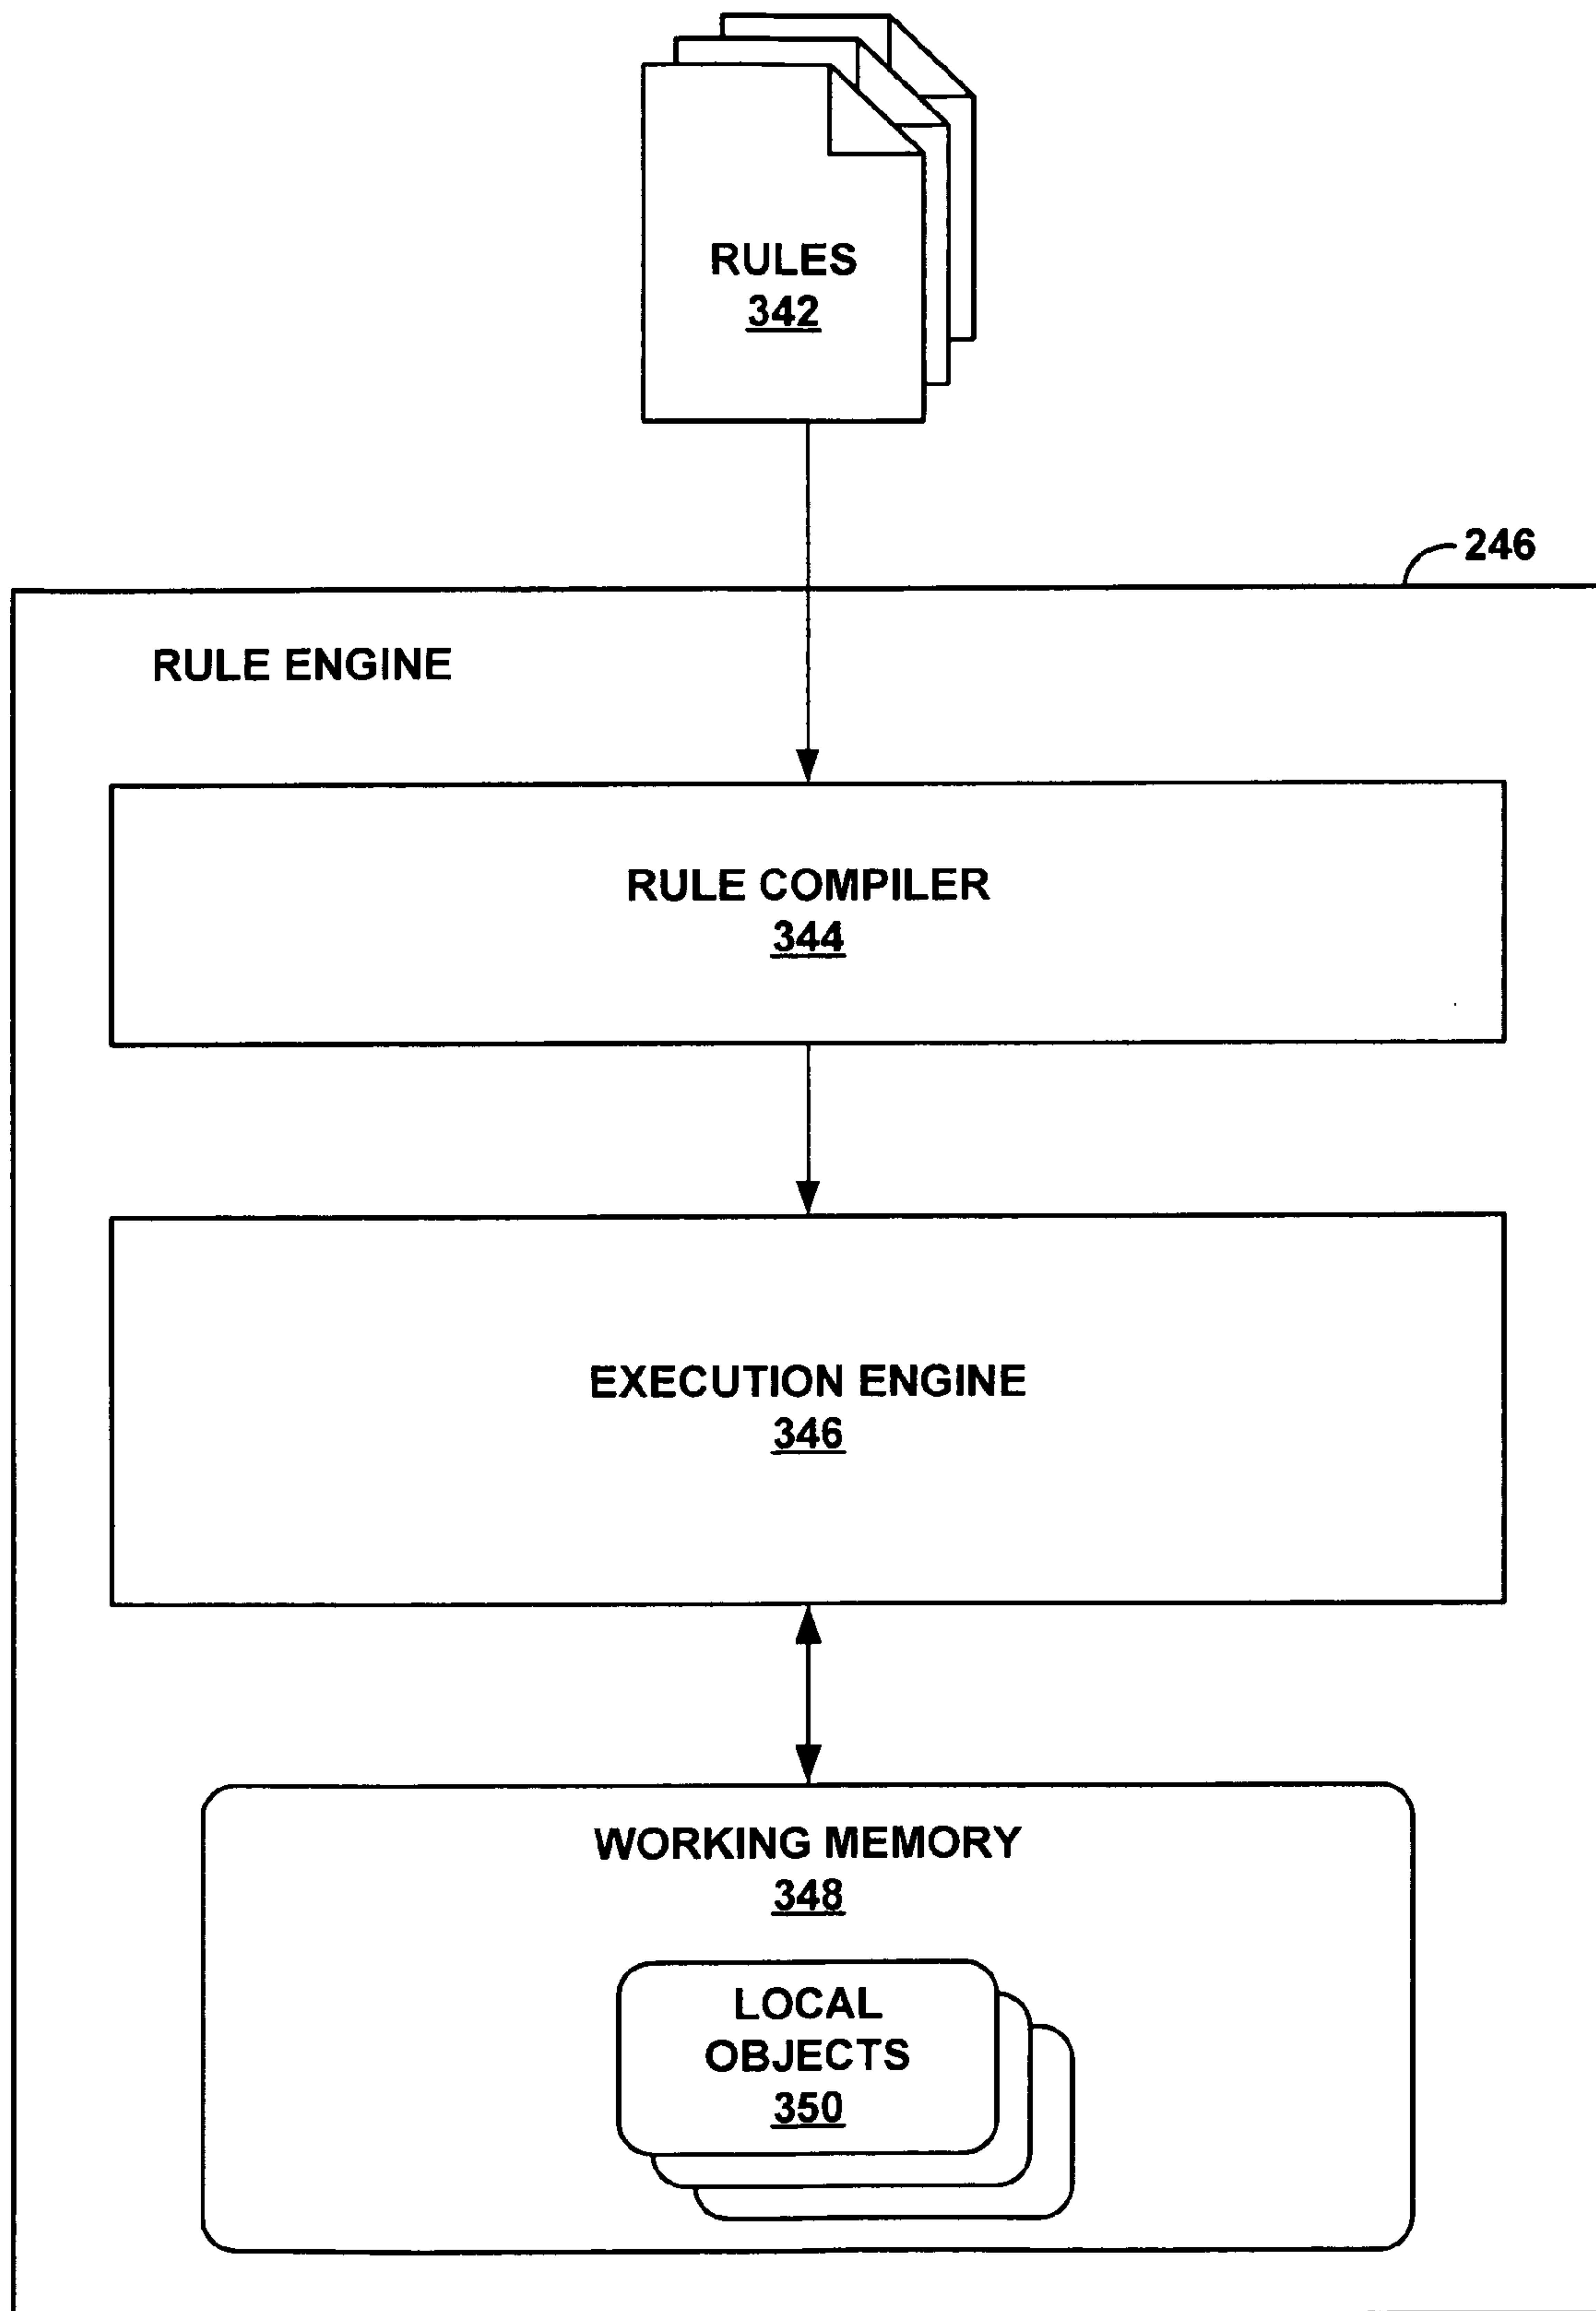 RULES
342
246
RULE ENGINE
RULE COMPILER
344
EXECUTION ENGINE
346
WORKING MEMORY
348
LOCAL
OBJECTS
350